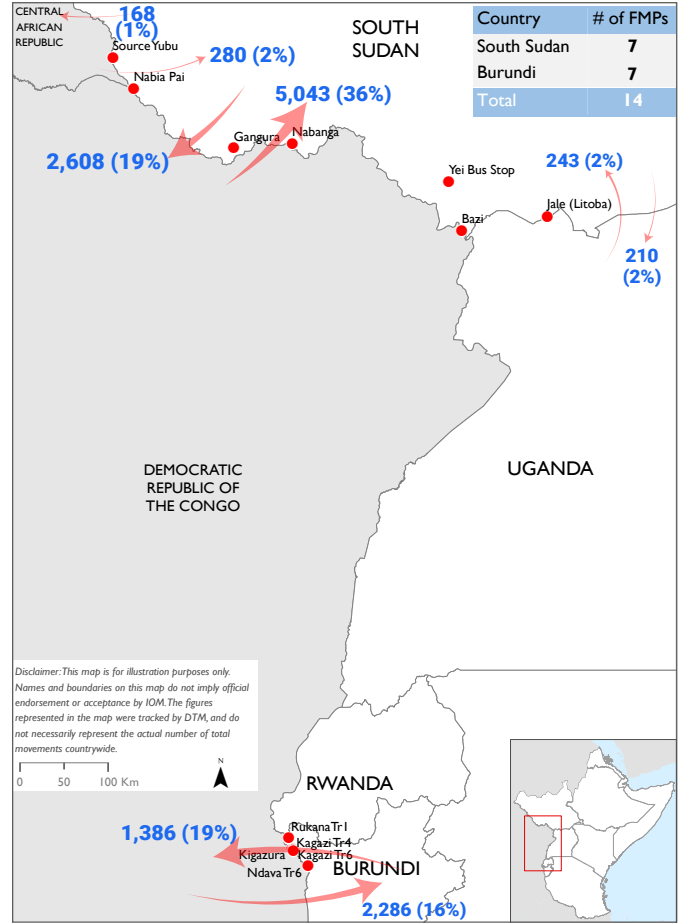 CENTRAL
AFRICAN
REPUBLIC
168
(1%)
Source Yubu
280 (2%)
Nabia Pai
SOUTH
SUDAN
5,043 (36%)
2,608 (19%)
Gangura
Nabanga
Country # of FMPs
South Sudan 7
Burundi 7
Total 14
Yei Bus Stop
243 (2%)
Jale (Litoba)
Bazi
210
(2%)
DEMOCRATIC
REPUBLIC OF
THE CONGO
UGANDA
Disclaimer: This map is for illustration purposes only.
Names and boundaries on this map do not imply official
endorsement or acceptance by IOM. The figures
represented in the map were tracked by DTM, and do
not necessarily represent the actual number of total
movements countrywide.
0 50 100 Km
N
RWANDA
1,386 (19%)
Rukana Tr1
Kagazi Tr4
Kigazura
Kagazi Tr6
Ndava Tr6
BURUNDI
2,286 (16%)